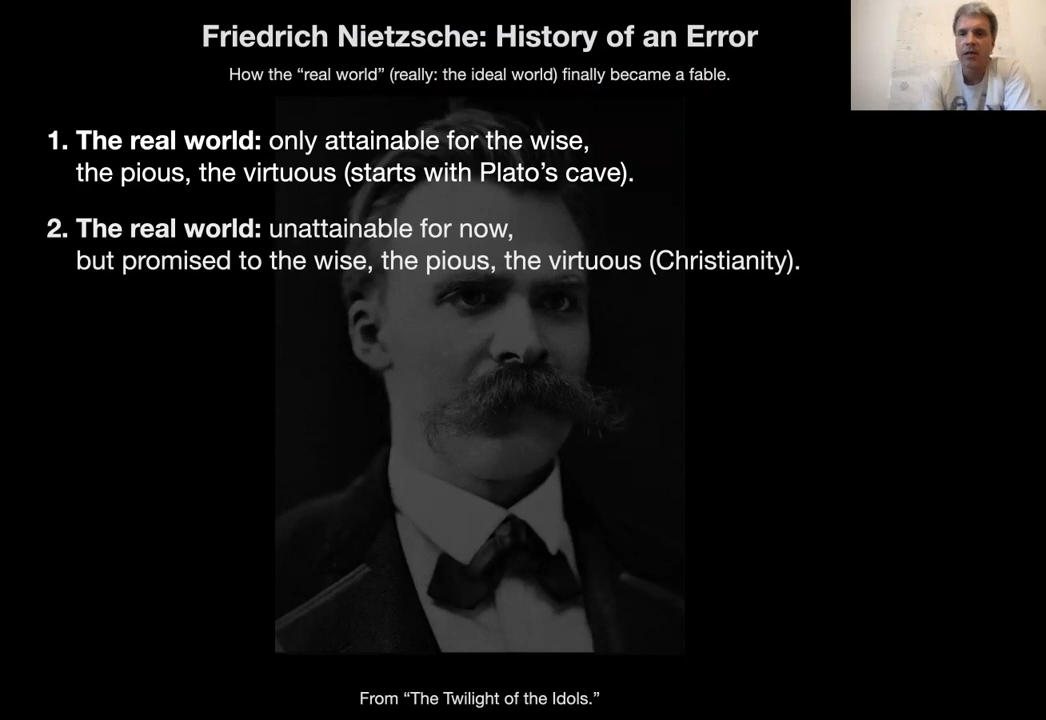 Friedrich Nietzsche: History of an Error
How the “real world” (really: the ideal world) finally became a fable.
1. The real world: only attainable for the wise,
the pious, the virtuous (starts with Plato’s cave).
2. The real world: unattainable for now,
but promised to the wise, the pious, the virtuous (Christianity).
From “The Twilight of the Idols.”